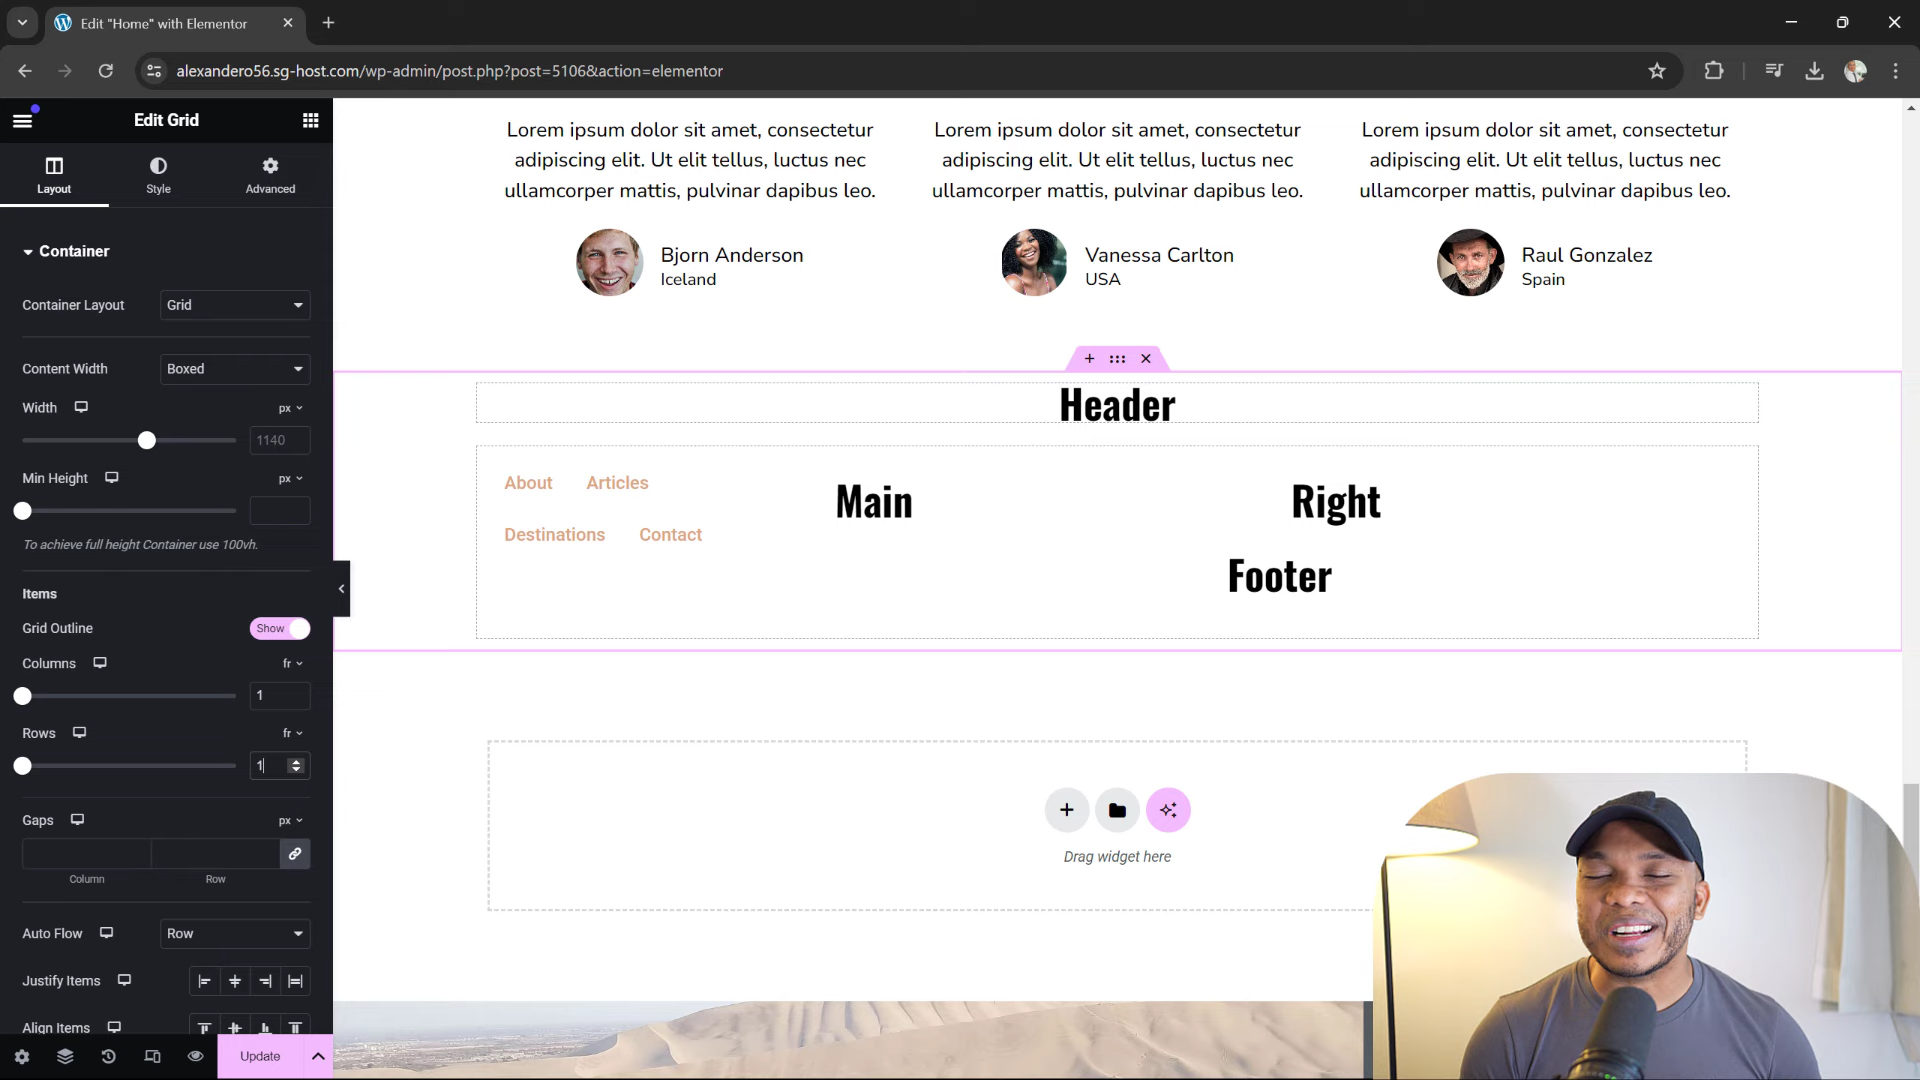 Edit "Home" with Elementor
alexandero56.sg-host.com/wp-admin/post.php?post=5106&action=elementor
Edit Grid
Layout
Style
Advanced
Container
Container Layout
Grid
Content Width
Boxed
Width
px
1140
Min Height
px
To achieve full height Container use 100vh.
Items
Grid Outline
Show
Columns
fr
1
Rows
fr
1
Gaps
px
Column
Row
Auto Flow
Row
Justify Items
Align Items
Update
Lorem ipsum dolor sit amet, consectetur
adipiscing elit. Ut elit tellus, luctus nec
ullamcorper mattis, pulvinar dapibus leo.
Bjorn Anderson
Iceland
Lorem ipsum dolor sit amet, consectetur
adipiscing elit. Ut elit tellus, luctus nec
ullamcorper mattis, pulvinar dapibus leo.
Vanessa Carlton
USA
Lorem ipsum dolor sit amet, consectetur
adipiscing elit. Ut elit tellus, luctus nec
ullamcorper mattis, pulvinar dapibus leo.
Raul Gonzalez
Spain
Header
About Articles
Destinations Contact
Main
Right
Footer
Drag widget here